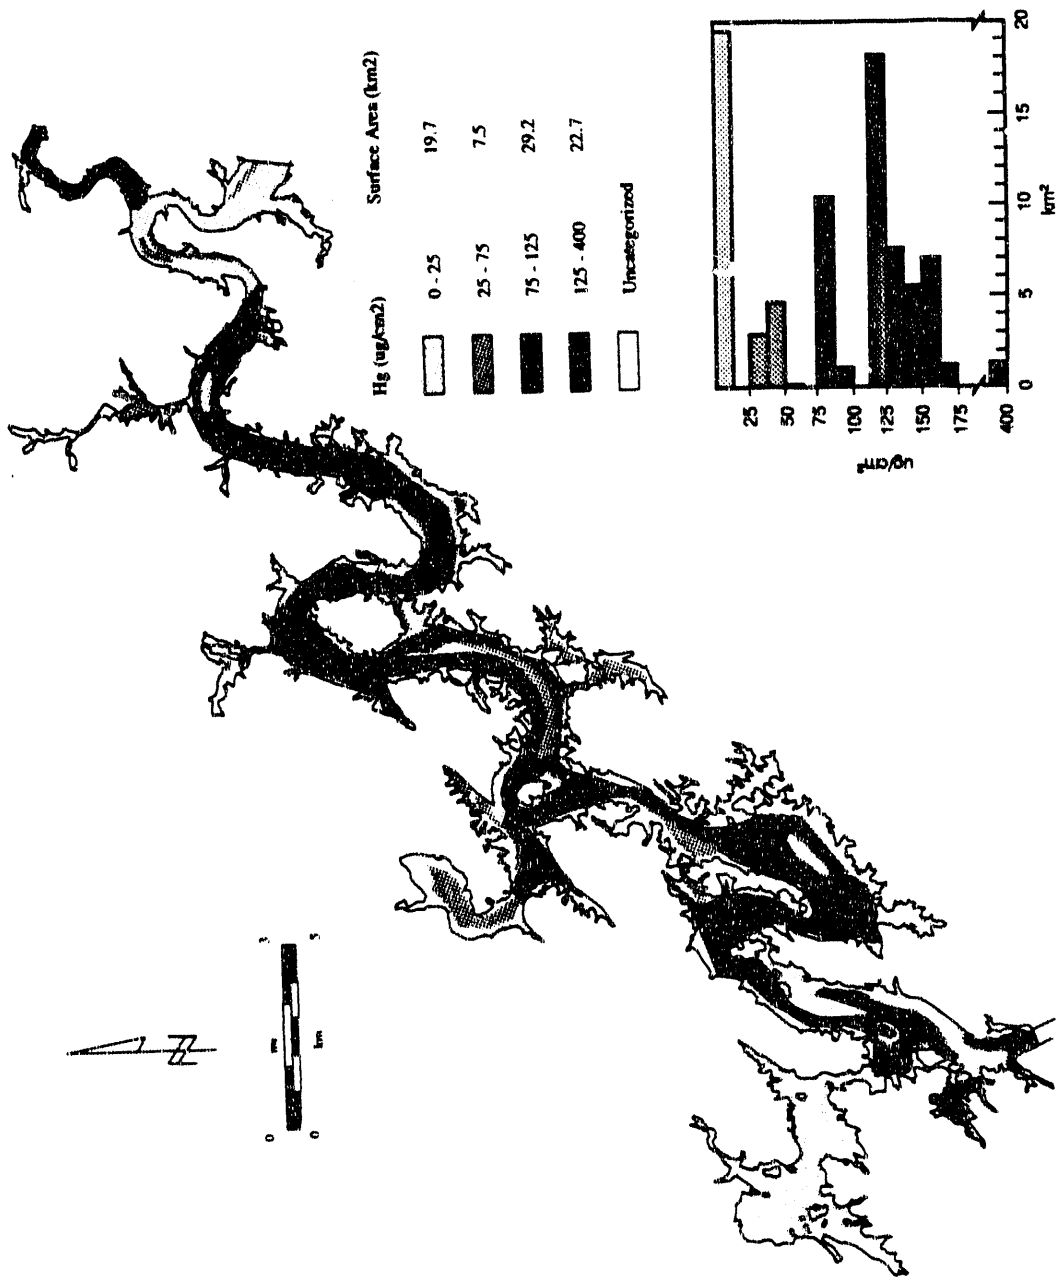 0 mi 3
0 km 5
N
Hg (ug/cm2) Surface Area (km2)
0 - 25 19.7
25 - 75 7.5
75 - 125 29.2
125 - 400 22.7
Uncategorized
ug/cm²
25
50
75
100
125
150
175
400
0 5 10 15 20
km²